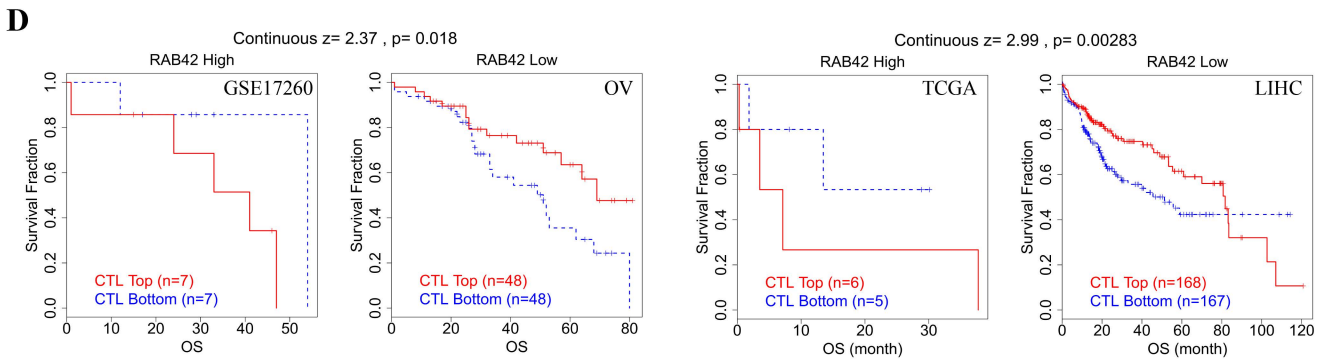 D
Continuous z= 2.37 , p= 0.018
RAB42 High
RAB42 Low
GSE17260
OV
Survival Fraction
0.0 0.2 0.4 0.6 0.8 1.0
CTL Top (n=7)
CTL Bottom (n=7)
0 10 20 30 40 50
OS
Survival Fraction
0.0 0.2 0.4 0.6 0.8 1.0
CTL Top (n=48)
CTL Bottom (n=48)
0 20 40 60 80
OS
Continuous z= 2.99 , p= 0.00283
RAB42 High
RAB42 Low
TCGA
LIHC
Survival Fraction
0.0 0.2 0.4 0.6 0.8 1.0
CTL Top (n=6)
CTL Bottom (n=5)
0 10 20 30
OS (month)
Survival Fraction
0.0 0.2 0.4 0.6 0.8 1.0
CTL Top (n=168)
CTL Bottom (n=167)
0 20 40 60 80 100 120
OS (month)